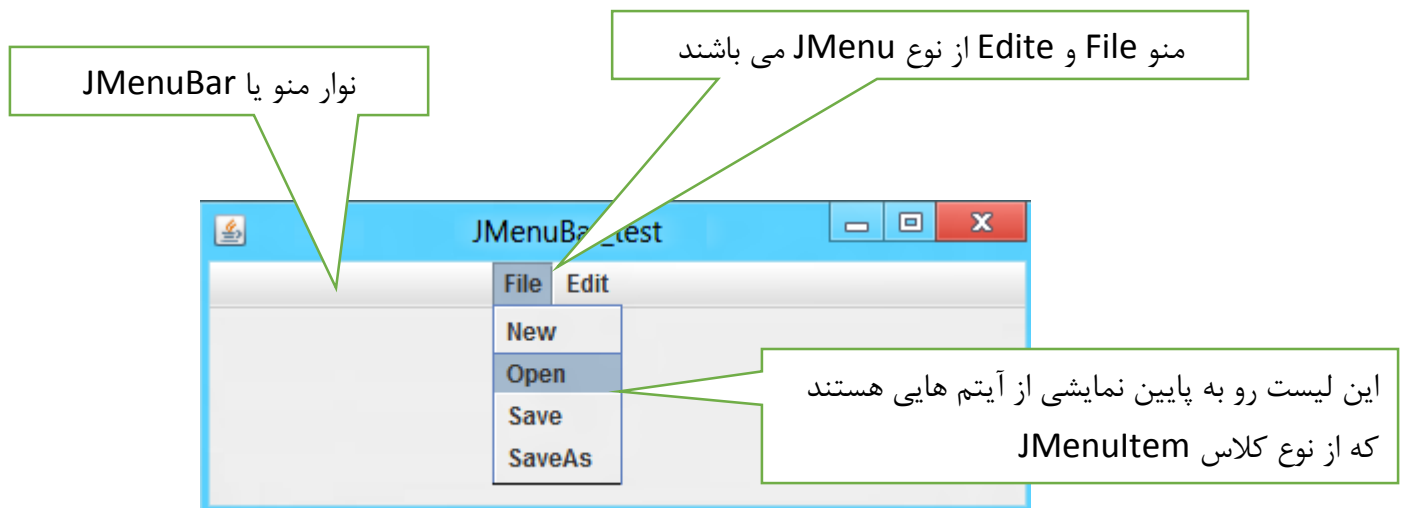 منو File و Edite از نوع JMenu می باشند
نوار منو یا JMenuBar
JMenuBar_test
File Edit
New
Open
Save
SaveAs
این لیست رو به پایین نمایشی از آیتم هایی هستند
که از نوع کلاس JMenuItem